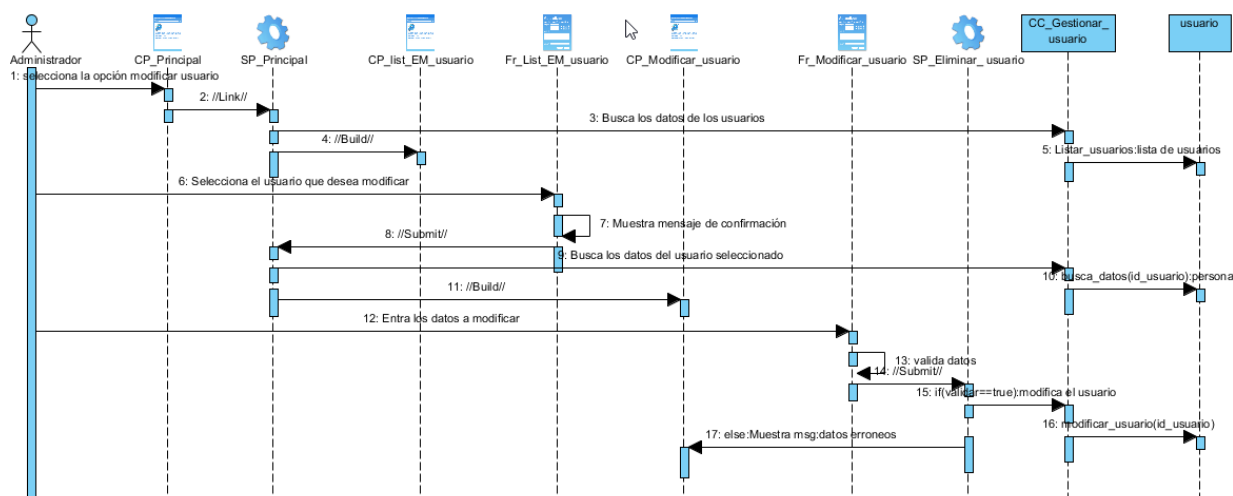 Administrador
CP_Principal
SP_Principal
CP_list_EM_usuario
Fr_List_EM_usuario
CP_Modificar_usuario
Fr_Modificar_usuario
SP_Eliminar_ usuario
CC_Gestionar_
usuario
usuario
1: selecciona la opción modificar usuario
2: //Link//
3: Busca los datos de los usuarios
4: //Build//
5: Listar_usuarios:lista de usuarios
6: Selecciona el usuario que desea modificar
7: Muestra mensaje de confirmación
8: //Submit//
9: Busca los datos del usuario seleccionado
10: busca_datos(id_usuario):persona
11: //Build//
12: Entra los datos a modificar
13: valida datos
14: //Submit//
15: if(validar==true):modifica el usuario
16: modificar_usuario(id_usuario)
17: else:Muestra msg:datos erroneos